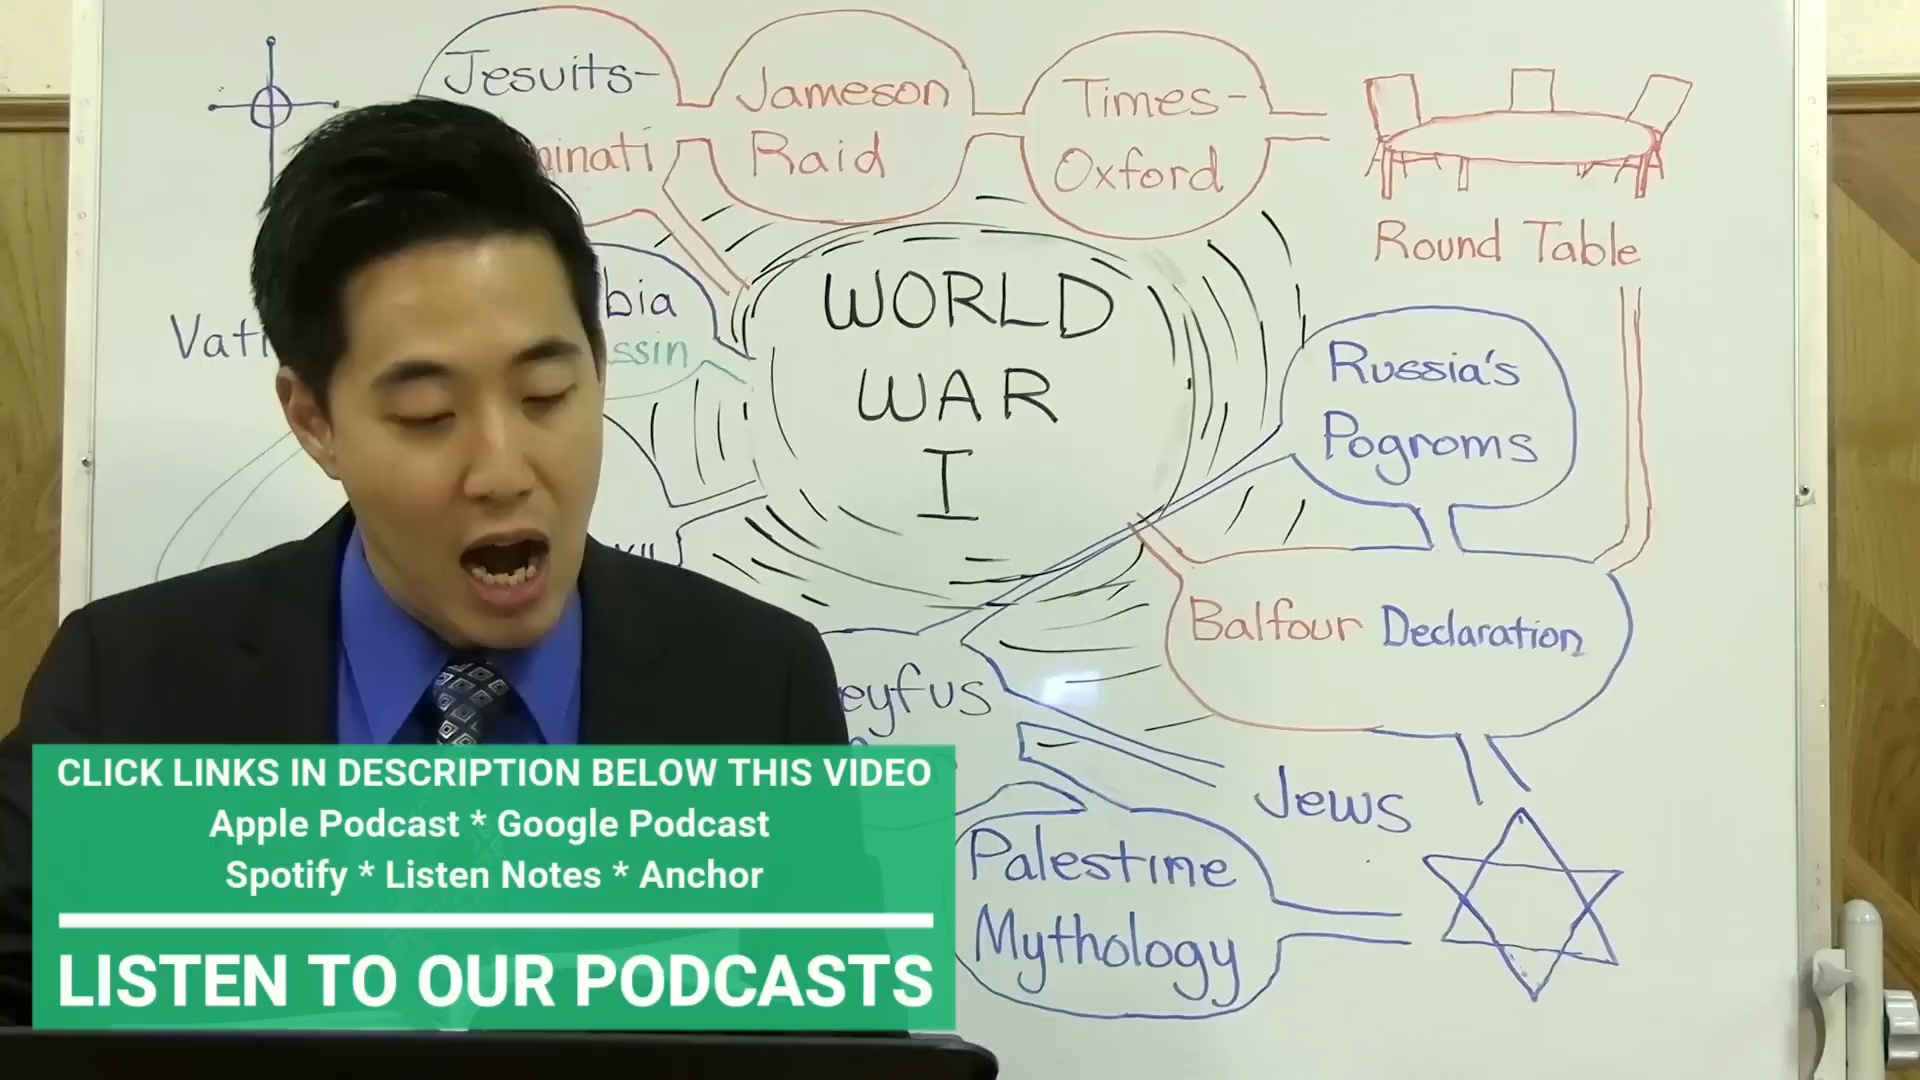 Jesuits-
Jameson
Raid
Times-
Oxford
Round Table
WORLD
WAR
I
Russia's
Pogroms
Balfour Declaration
Jews
Palestine
Mythology
CLICK LINKS IN DESCRIPTION BELOW THIS VIDEO
Apple Podcast * Google Podcast
Spotify * Listen Notes * Anchor
LISTEN TO OUR PODCASTS